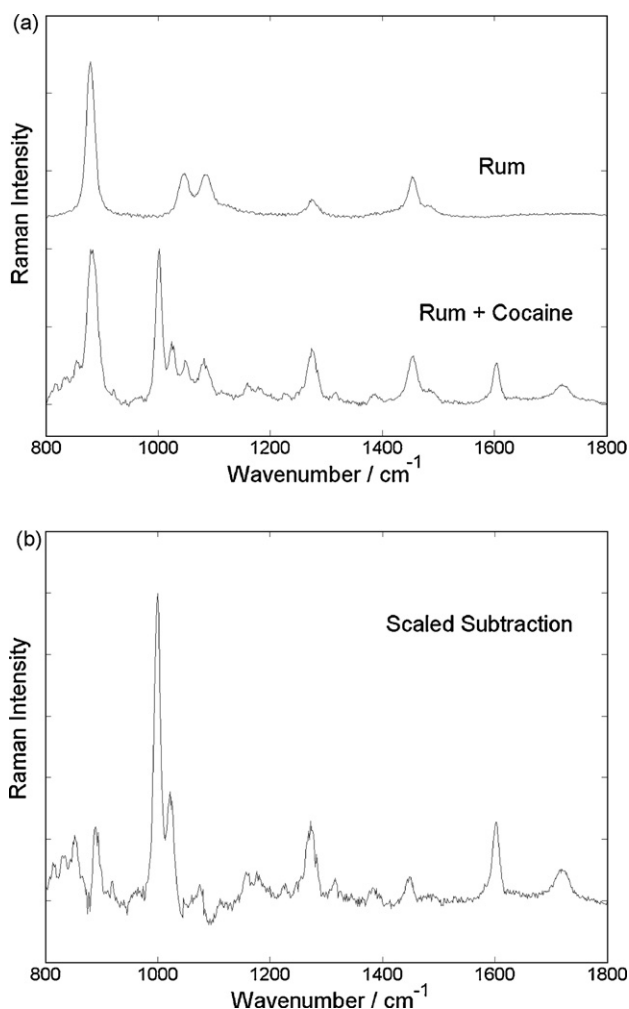 (a)
Raman Intensity
Rum
Rum + Cocaine
800 1000 1200 1400 1600 1800
Wavenumber / cm⁻¹
(b)
Raman Intensity
Scaled Subtraction
800 1000 1200 1400 1600 1800
Wavenumber / cm⁻¹